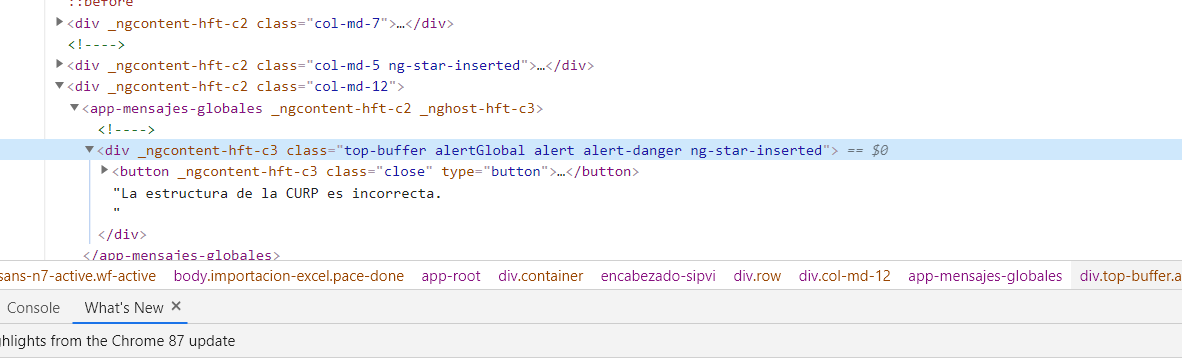 ::before
<div _ngcontent-hft-c2 class="col-md-7">…</div>
<!---->
<div _ngcontent-hft-c2 class="col-md-5 ng-star-inserted">…</div>
<div _ngcontent-hft-c2 class="col-md-12">
<app-mensajes-globales _ngcontent-hft-c2 _nghost-hft-c3>
<!---->
<div _ngcontent-hft-c3 class="top-buffer alertGlobal alert alert-danger ng-star-inserted"> == $0
<button _ngcontent-hft-c3 class="close" type="button">…</button>
"La estructura de la CURP es incorrecta.
"
</div>
</app-mensajes-globales>
sans-n7-active.wf-active body.importacion-excel.pace-done app-root div.container encabezado-sipvi div.row div.col-md-12 app-mensajes-globales div.top-buffer.a
Console What's New ✕
hlights from the Chrome 87 update